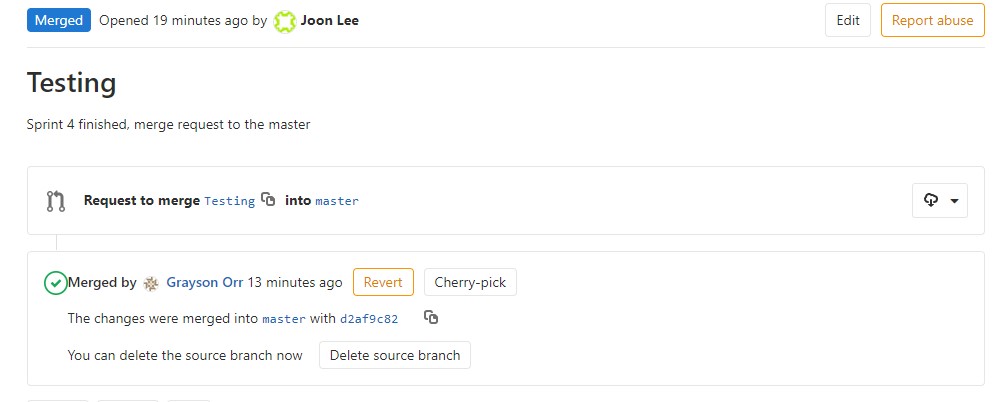 Merged Opened 19 minutes ago by Joon Lee Edit Report abuse
Testing
Sprint 4 finished, merge request to the master
Request to merge Testing into master
Merged by Grayson Orr 13 minutes ago Revert Cherry-pick
The changes were merged into master with d2af9c82
You can delete the source branch now Delete source branch